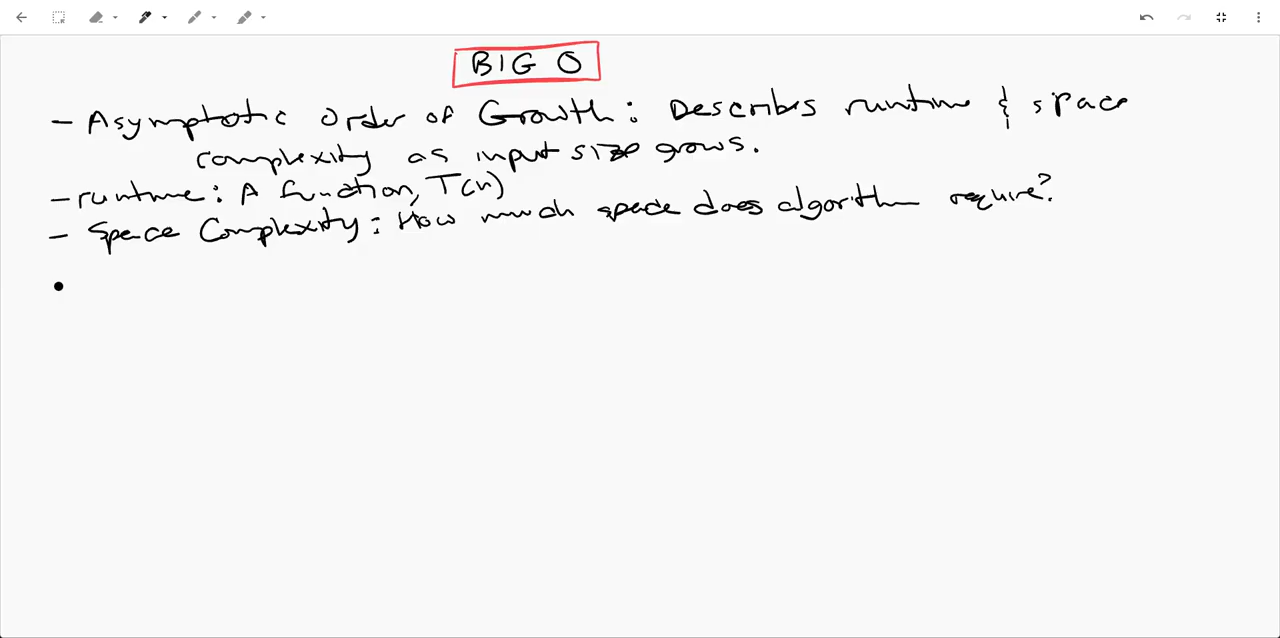 BIG O
- Asymptotic Order of Growth: Describes runtime & space
complexity as input size grows.
- runtime: A function, T(n)
- Space Complexity: How much space does algorithm require?